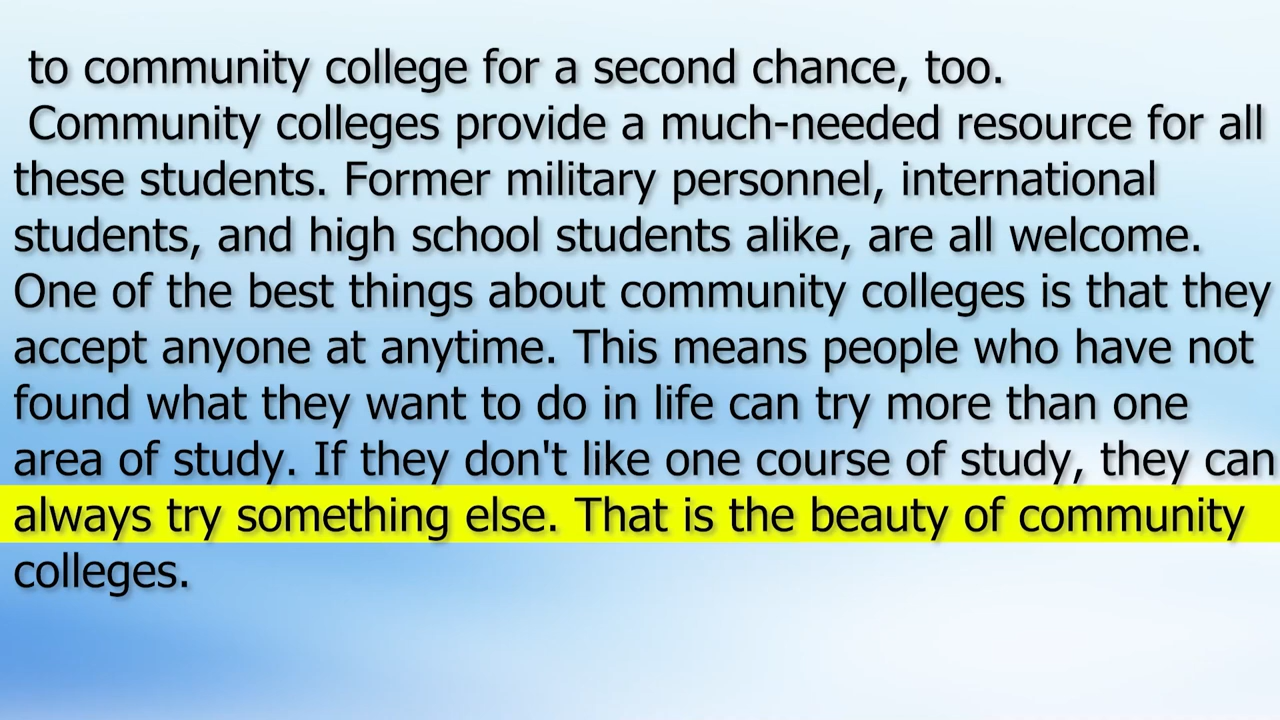 to community college for a second chance, too.
Community colleges provide a much-needed resource for all
these students. Former military personnel, international
students, and high school students alike, are all welcome.
One of the best things about community colleges is that they
accept anyone at anytime. This means people who have not
found what they want to do in life can try more than one
area of study. If they don't like one course of study, they can
always try something else. That is the beauty of community
colleges.